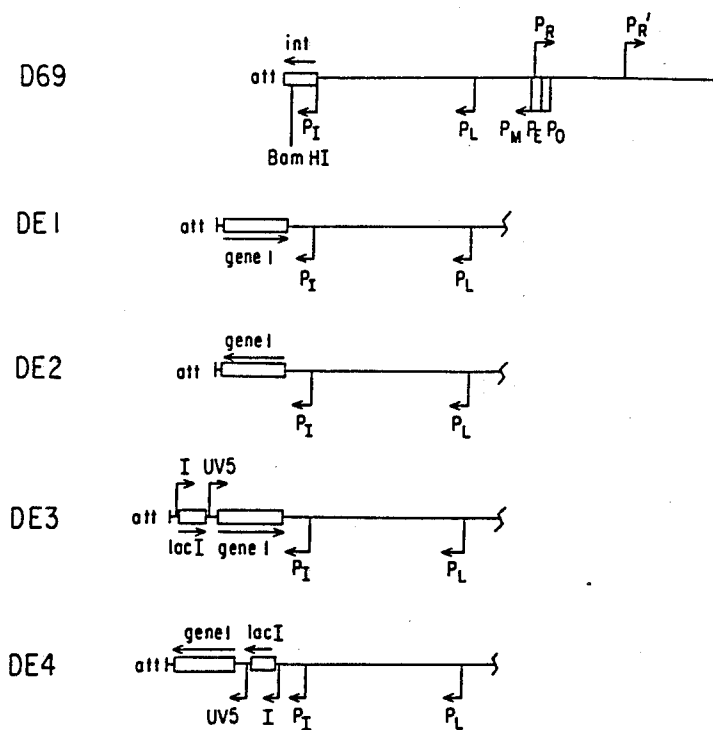 P_R P_R'
int
D69 att
P_I P_L P_M P_E P_O
Bam HI
DE1 att
gene 1
P_I P_L
gene 1
DE2 att
P_I P_L
I UV5
DE3 att
lacI gene 1
P_I P_L
gene 1 lacI
DE4 att
UV5 I P_I P_L